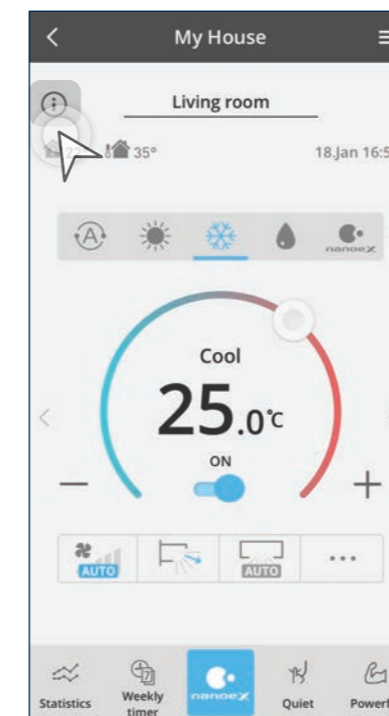 My House
Living room
35°
18.Jan 16:5
A
nanoeX
Cool
25.0℃
ON
AUTO
AUTO
nanoeX
Statistics
Weekly
timer
Quiet
Powerf